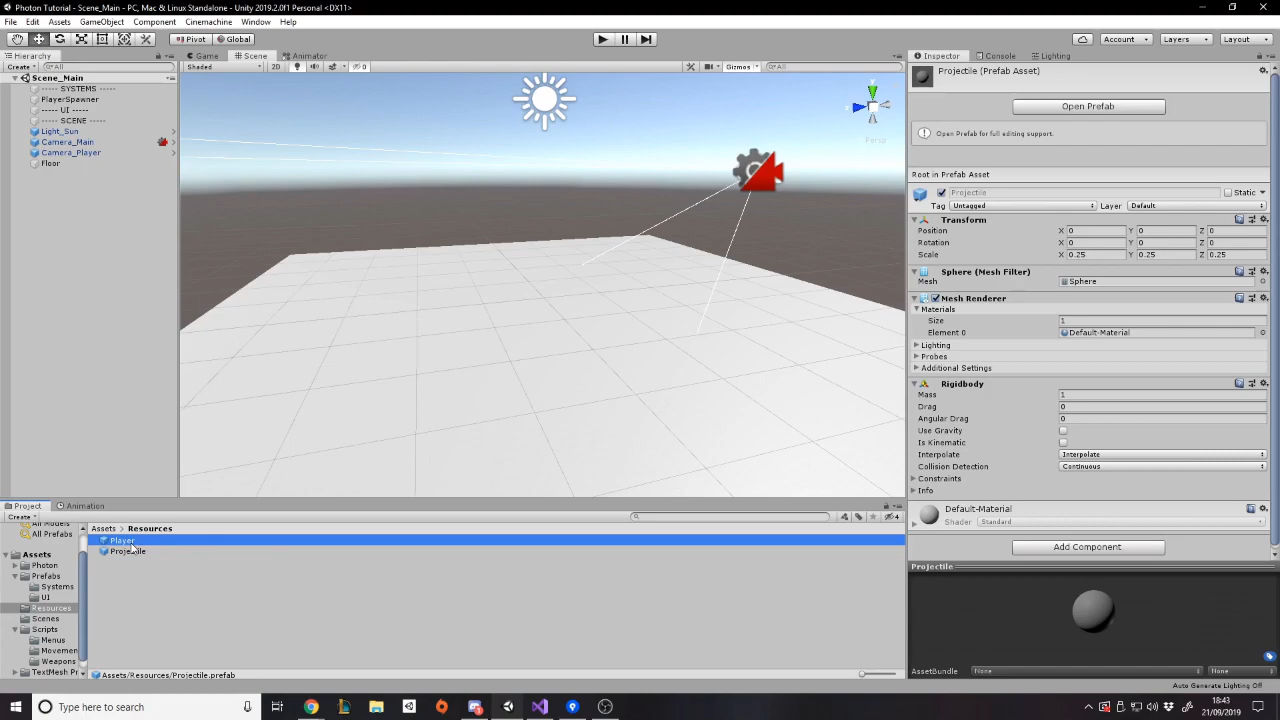 Photon Tutorial - Scene_Main - PC, Mac & Linux Standalone - Unity 2019.2.0f1 Personal <DX11>
File Edit Assets GameObject Component Cinemachine Window Help
Pivot Global Account Layers Layout
Hierarchy Game Scene Animator Inspector Console Lighting
Create All Shaded 2D 0 Gizmos All
Projectile (Prefab Asset)
Scene_Main
----- SYSTEMS -----
PlayerSpawner
----- UI -----
----- SCENE -----
Light_Sun
Camera_Main
Camera_Player
Floor
y
z
Persp
Open Prefab
Open Prefab for full editing support.
Root in Prefab Asset
Projectile Static
Tag Untagged Layer Default
Transform
Position X 0 Y 0 Z 0
Rotation X 0 Y 0 Z 0
Scale X 0.25 Y 0.25 Z 0.25
Sphere (Mesh Filter)
Mesh Sphere
Mesh Renderer
Materials
Size 1
Element 0 Default-Material
Lighting
Probes
Additional Settings
Rigidbody
Mass 1
Drag 0
Angular Drag 0
Use Gravity
Is Kinematic
Interpolate Interpolate
Collision Detection Continuous
Constraints
Info
Default-Material
Shader Standard
Add Component
Projectile
AssetBundle None None
Auto Generate Lighting Off
Project Animation
Create 4
All Models
All Prefabs
Assets
Photon
Prefabs
Systems
UI
Resources
Scenes
Scripts
Menus
Movemen
Weapons
TextMesh Pr
Assets > Resources
Player
Projectile
Assets/Resources/Projectile.prefab
Type here to search
18:43
21/09/2019